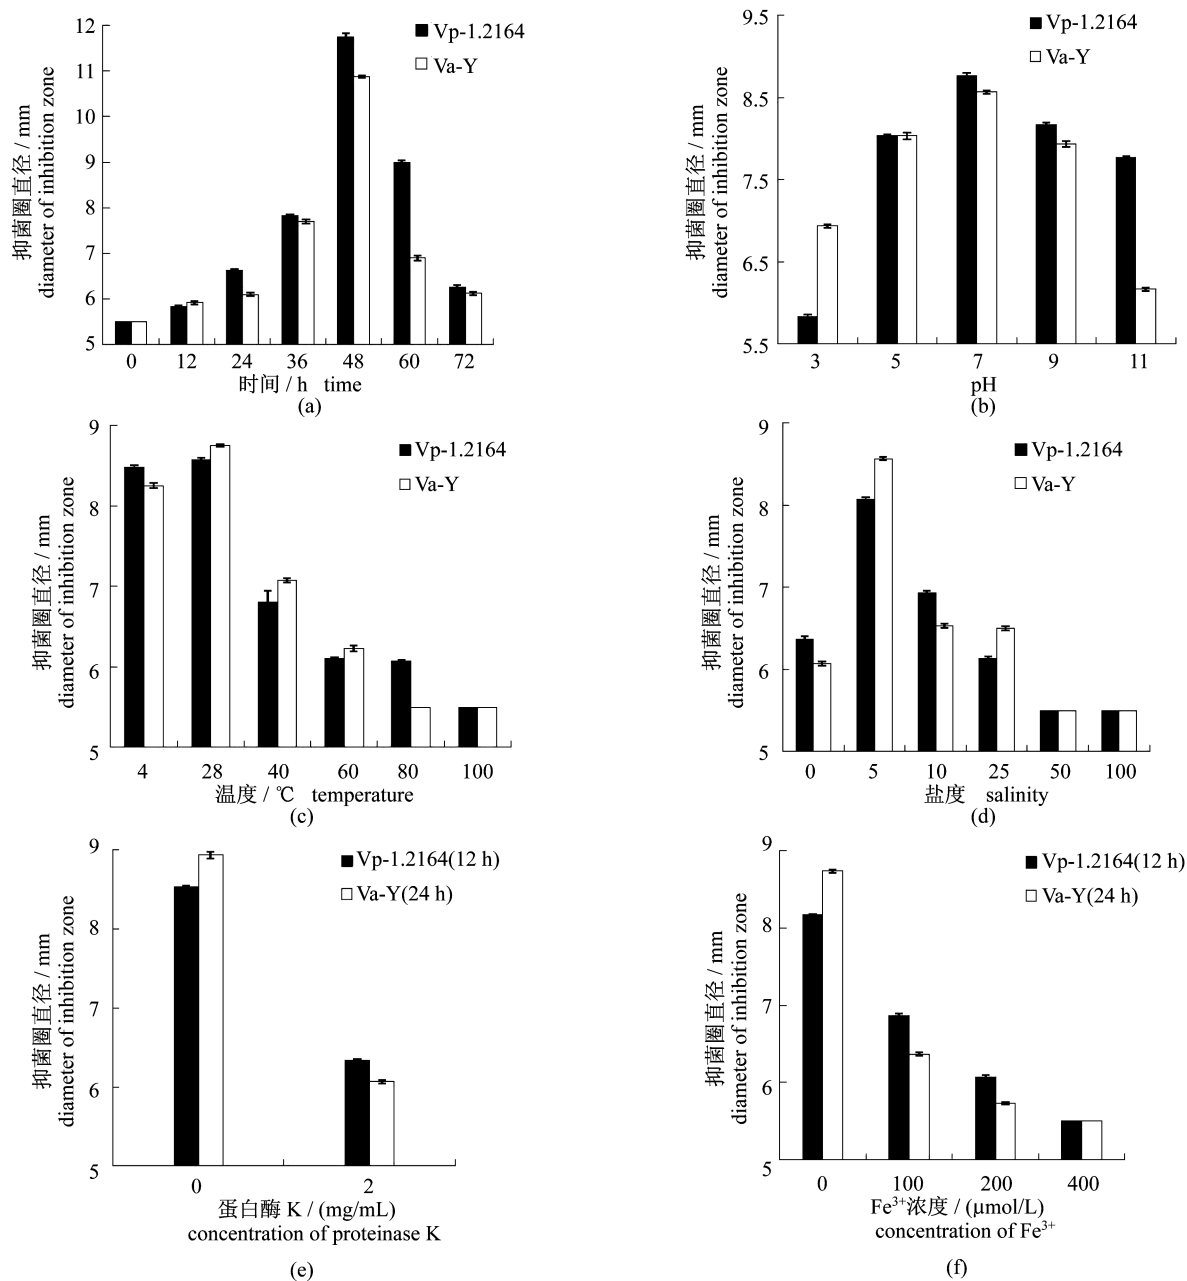 抑菌圈直径 / mm
diameter of inhibition zone
12
11
10
9
8
7
6
5
Vp-1.2164
Va-Y
0 12 24 36 48 60 72
时间 / h time
(a)
抑菌圈直径 / mm
diameter of inhibition zone
9.5
8.5
7.5
6.5
5.5
Vp-1.2164
Va-Y
3 5 7 9 11
pH
(b)
抑菌圈直径 / mm
diameter of inhibition zone
9
8
7
6
5
Vp-1.2164
Va-Y
4 28 40 60 80 100
温度 / ℃ temperature
(c)
抑菌圈直径 / mm
diameter of inhibition zone
9
8
7
6
5
Vp-1.2164
Va-Y
0 5 10 25 50 100
盐度 salinity
(d)
抑菌圈直径 / mm
diameter of inhibition zone
9
8
7
6
5
Vp-1.2164(12 h)
Va-Y(24 h)
0 2
蛋白酶 K / (mg/mL)
concentration of proteinase K
(e)
抑菌圈直径 / mm
diameter of inhibition zone
9
8
7
6
5
Vp-1.2164(12 h)
Va-Y(24 h)
0 100 200 400
Fe³⁺浓度 / (μmol/L)
concentration of Fe³⁺
(f)